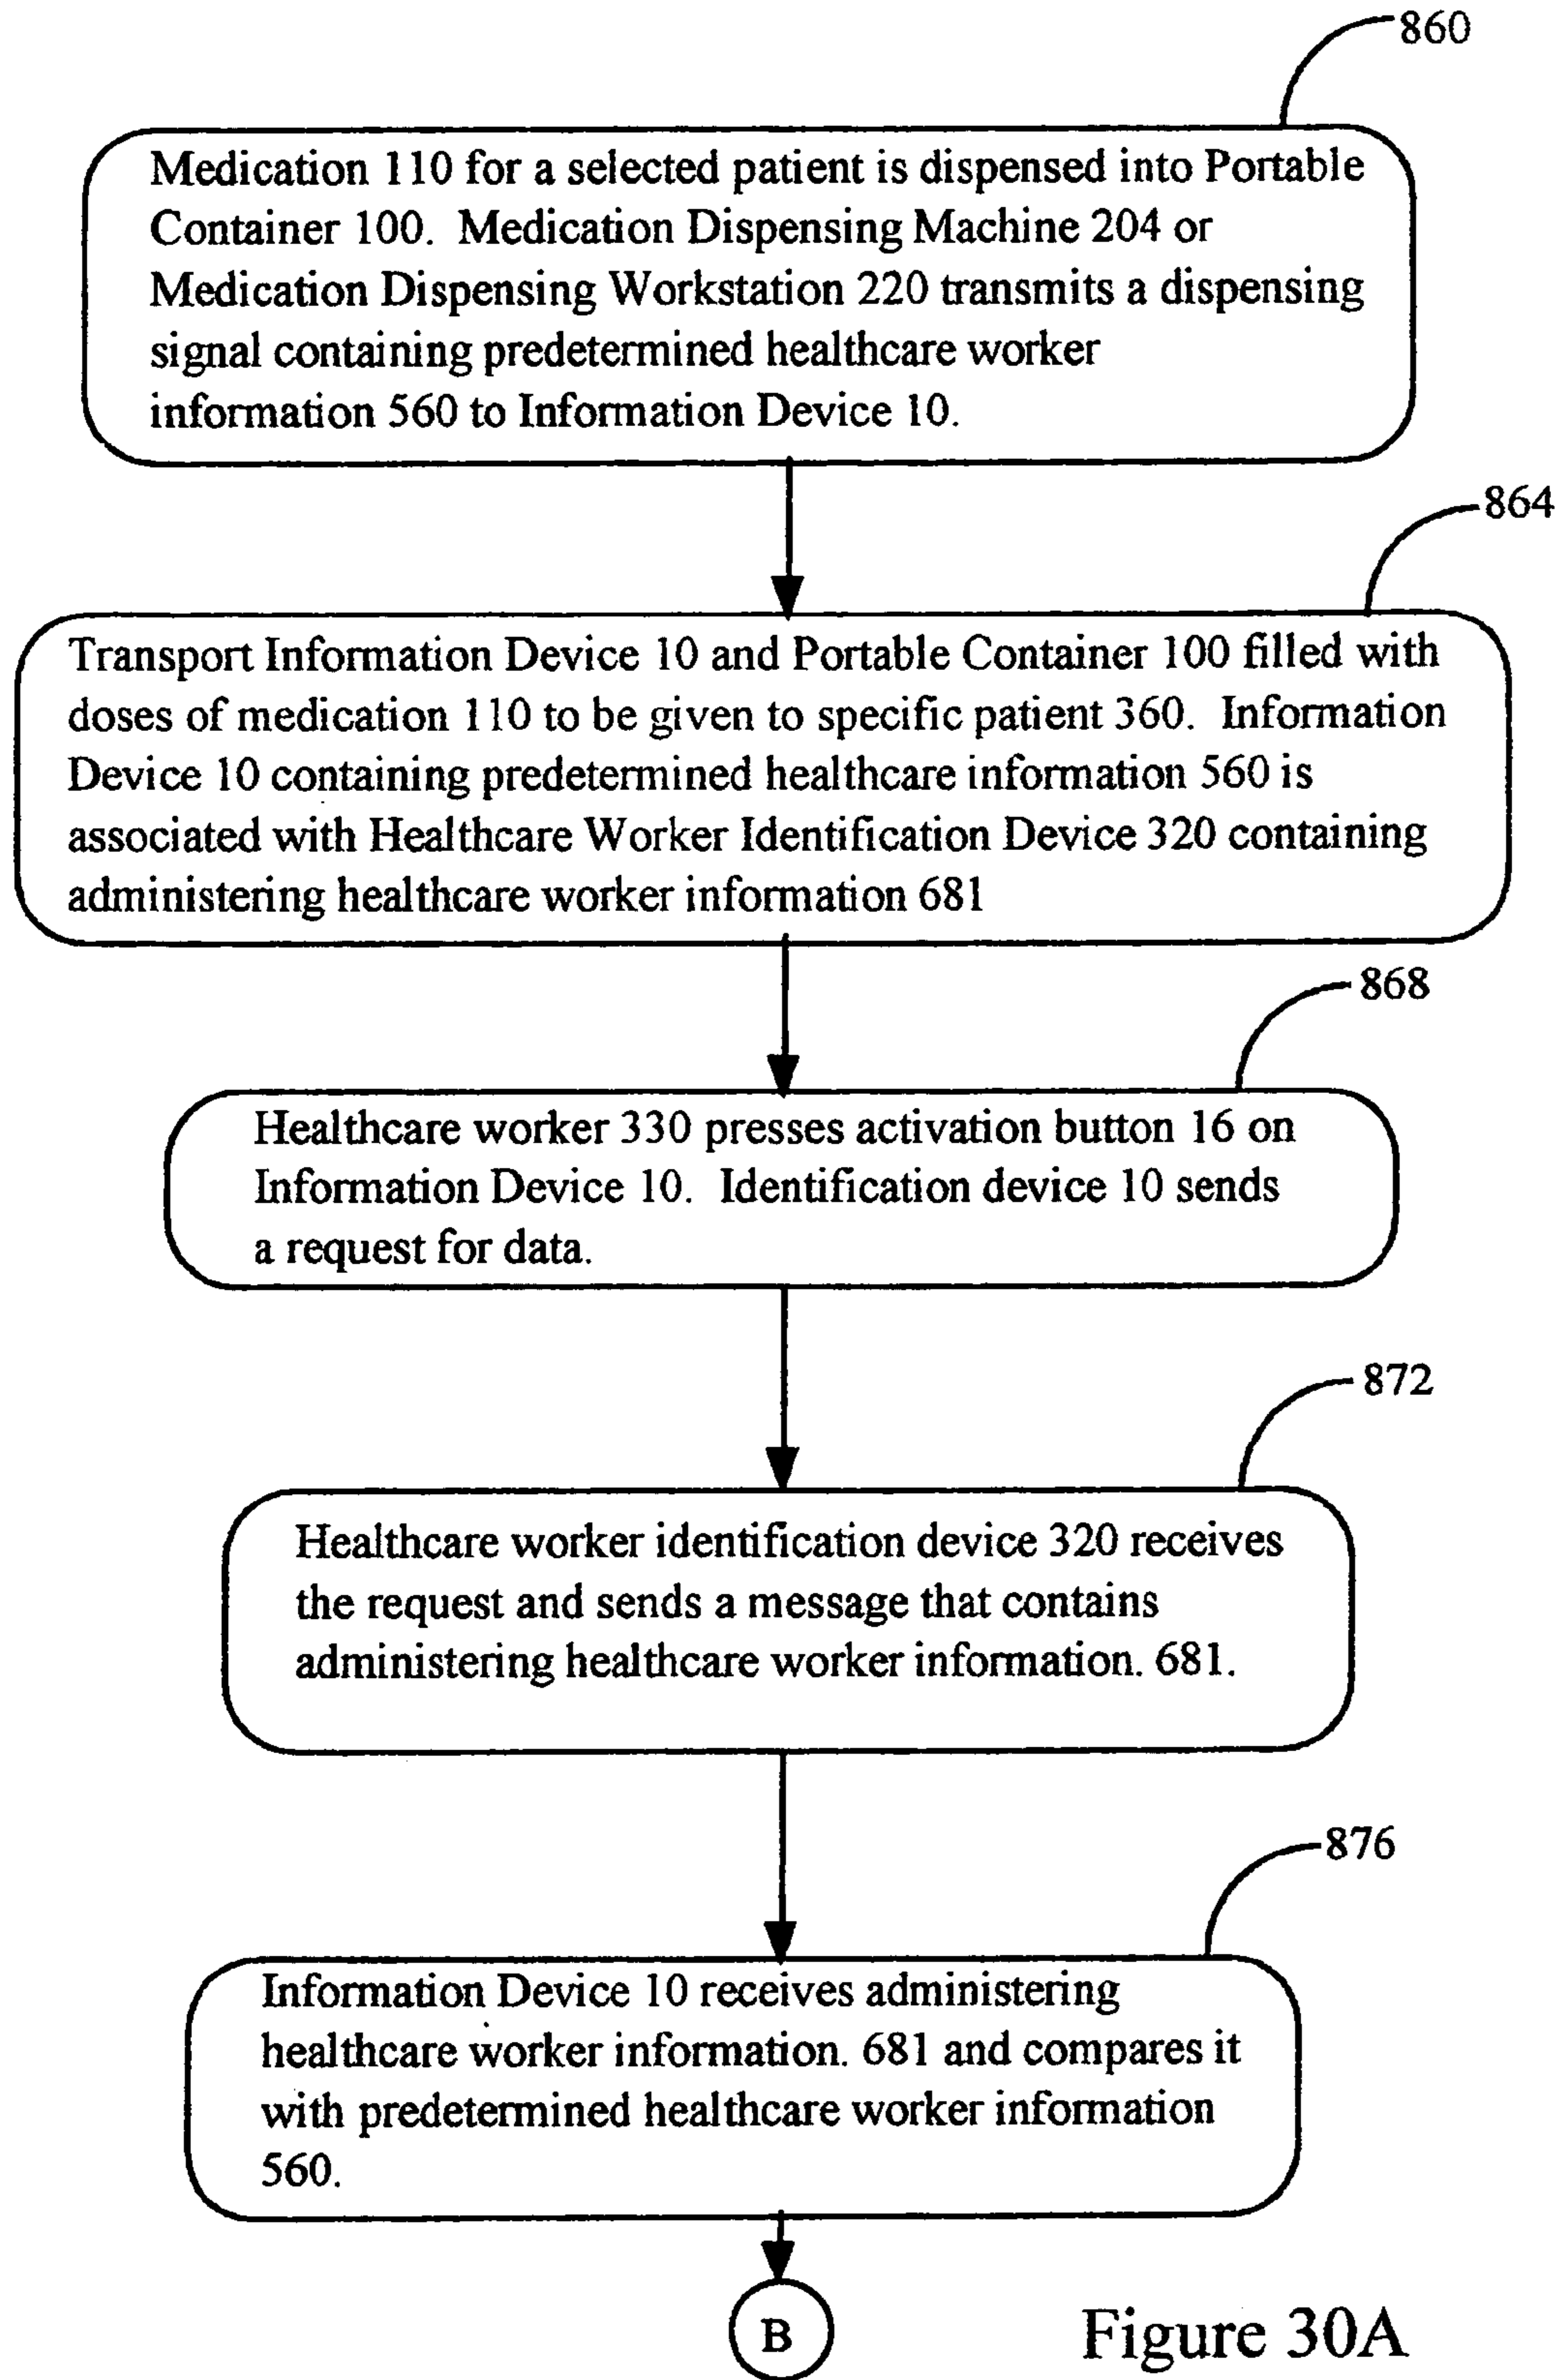 860
Medication 110 for a selected patient is dispensed into Portable
Container 100. Medication Dispensing Machine 204 or
Medication Dispensing Workstation 220 transmits a dispensing
signal containing predetermined healthcare worker
information 560 to Information Device 10.
864
Transport Information Device 10 and Portable Container 100 filled with
doses of medication 110 to be given to specific patient 360. Information
Device 10 containing predetermined healthcare information 560 is
associated with Healthcare Worker Identification Device 320 containing
administering healthcare worker information 681
868
Healthcare worker 330 presses activation button 16 on
Information Device 10. Identification device 10 sends
a request for data.
872
Healthcare worker identification device 320 receives
the request and sends a message that contains
administering healthcare worker information. 681.
876
Information Device 10 receives administering
healthcare worker information. 681 and compares it
with predetermined healthcare worker information
560.
B
Figure 30A